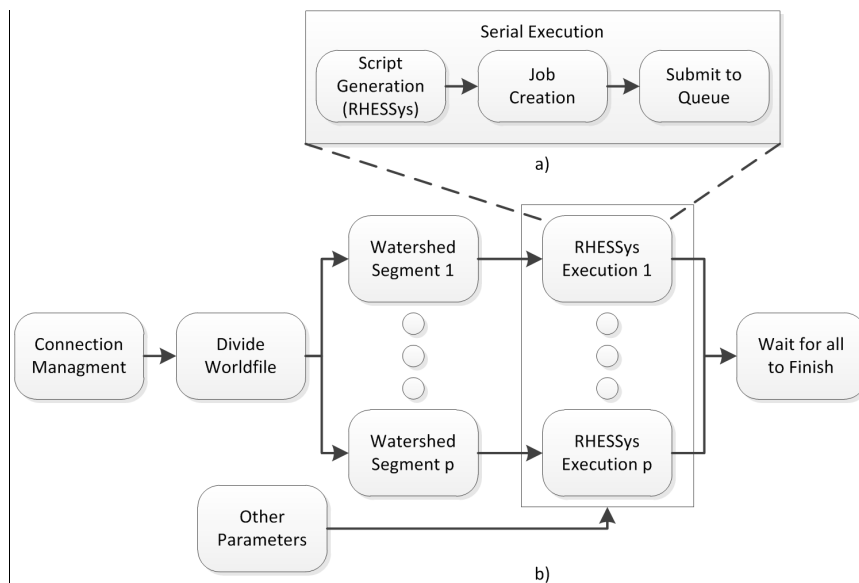 Serial Execution
Script
Generation
(RHESSys)
Job
Creation
Submit to
Queue
a)
Watershed
Segment 1
RHESSys
Execution 1
Connection
Managment
Divide
Worldfile
Wait for all
to Finish
Watershed
Segment p
RHESSys
Execution p
Other
Parameters
b)